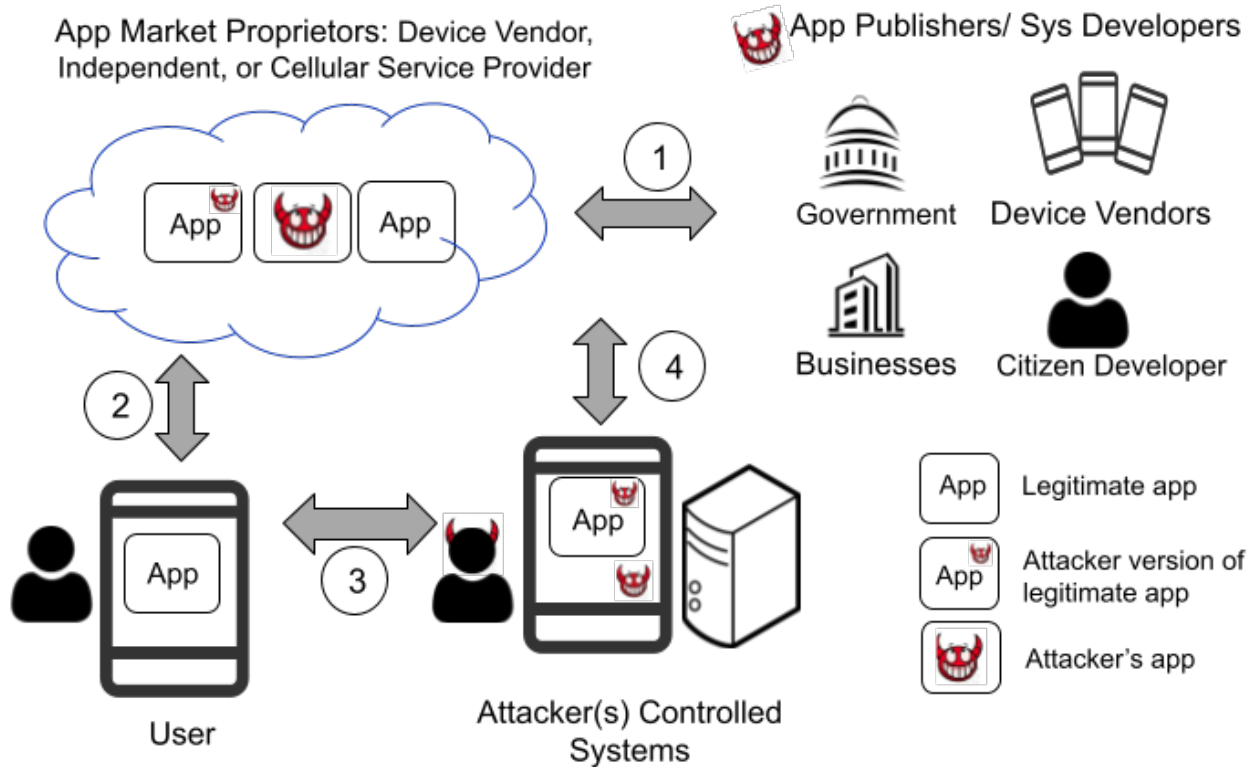 App Market Proprietors: Device Vendor,
Independent, or Cellular Service Provider
App Publishers/ Sys Developers
1
App
App
Government
Device Vendors
Businesses
Citizen Developer
2
4
App
3
App
App
Legitimate app
App
Attacker version of
legitimate app
Attacker's app
User
Attacker(s) Controlled
Systems